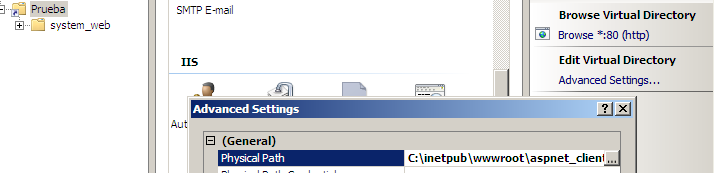 Prueba
system_web
SMTP E-mail
IIS
Browse Virtual Directory
Browse *:80 (http)
Edit Virtual Directory
Advanced Settings...
Advanced Settings
(General)
Physical Path
C:\inetpub\wwwroot\aspnet_client
...